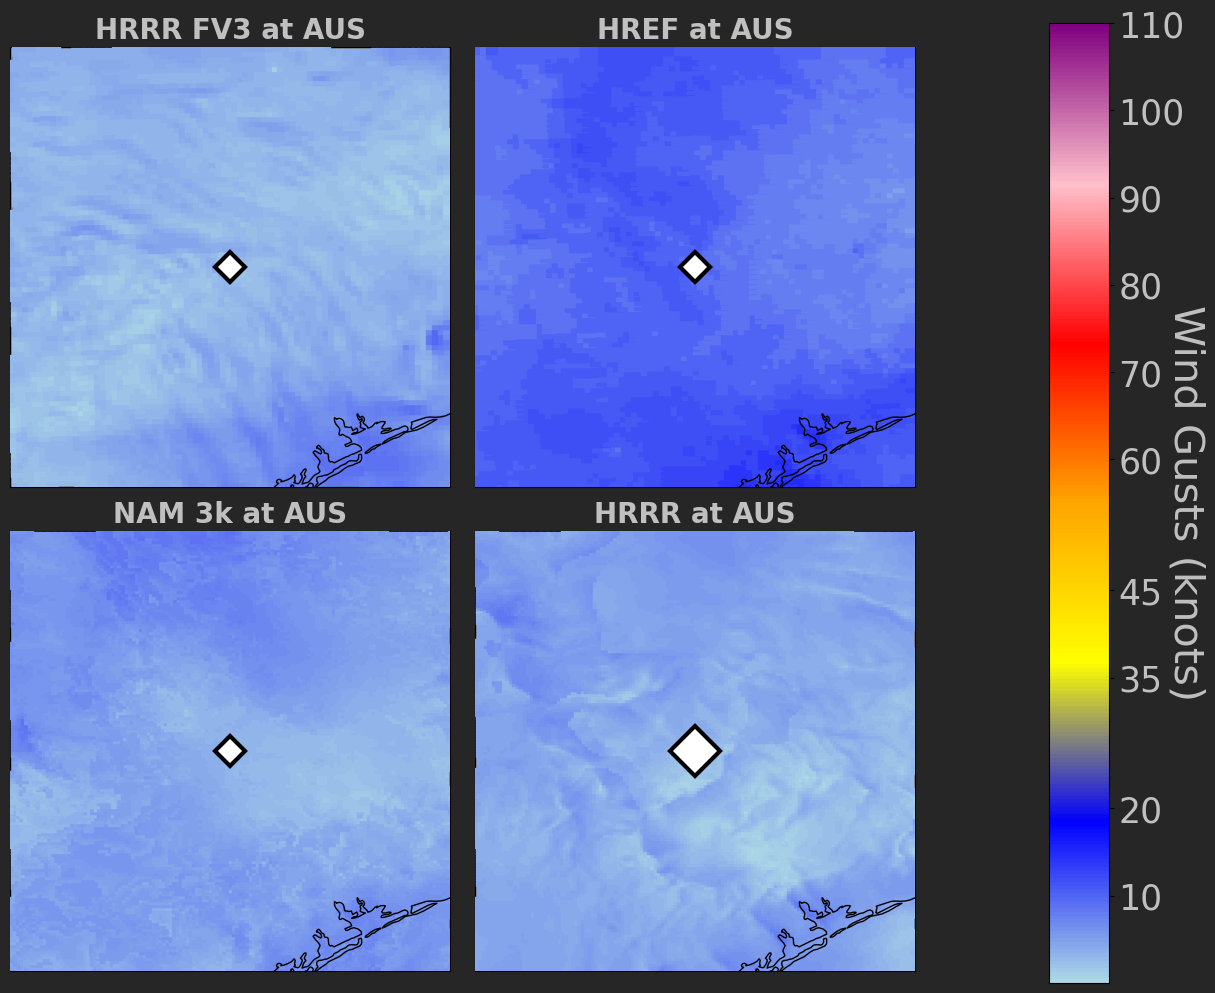 HRRR FV3 at AUS
HREF at AUS
NAM 3k at AUS
HRRR at AUS
110
100
90
80
70
60
45
35
20
10
Wind Gusts (knots)